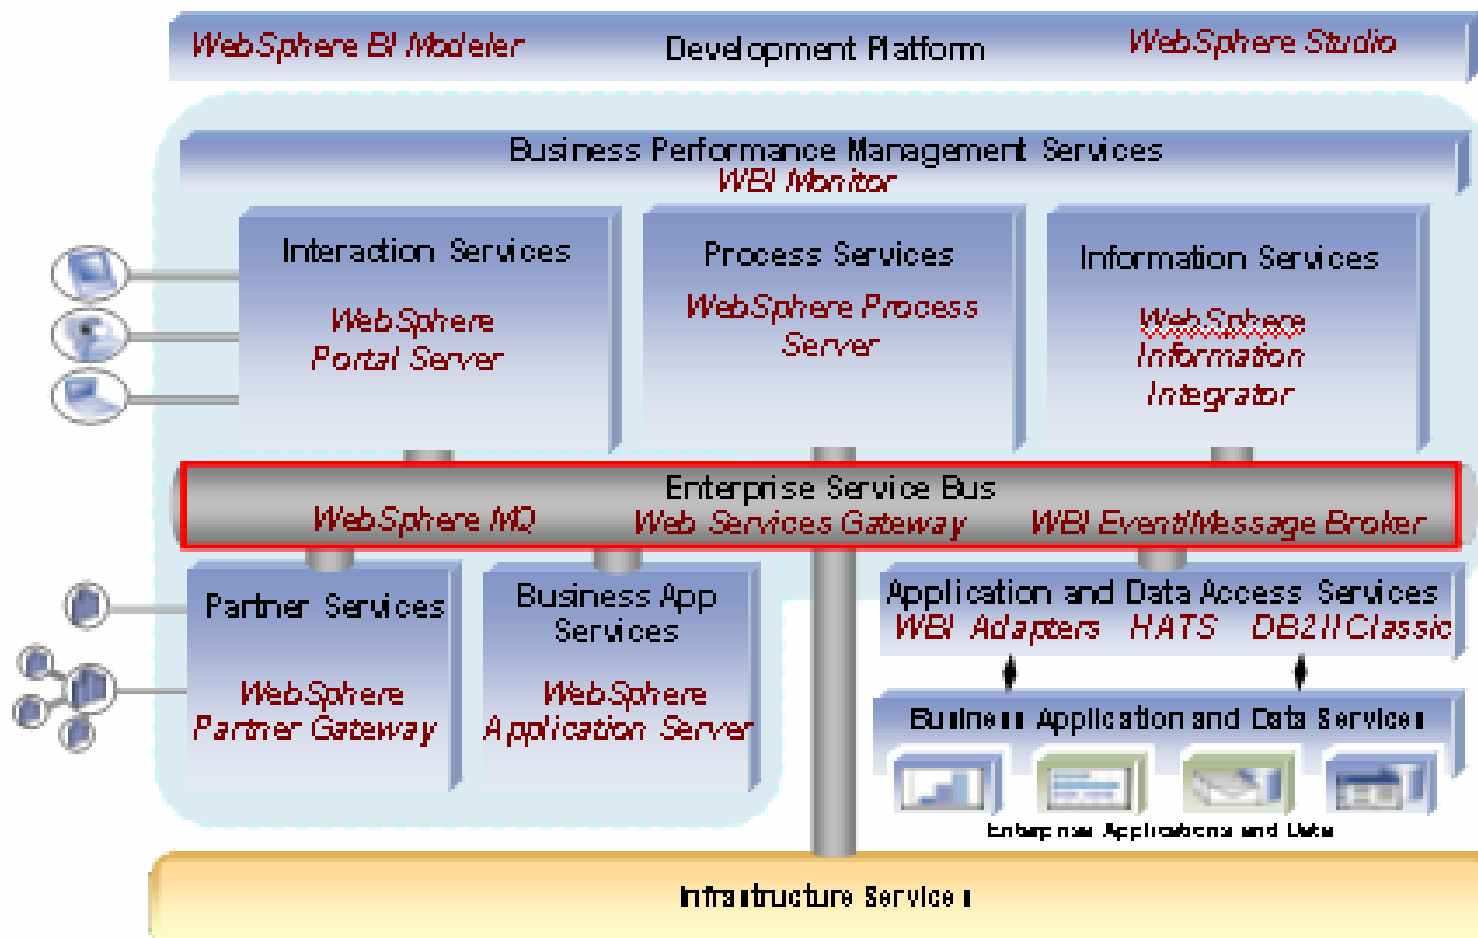 WebSphere BI Modeler
Development Platform
WebSphere Studio
Business Performance Management Services
WBI Monitor
Interaction Services
WebSphere
Portal Server
Process Services
WebSphere Process
Server
Information Services
WebSphere
Information
Integrator
Enterprise Service Bus
WebSphere MQ
Web Services Gateway
WBI Event/Message Broker
Partner Services
WebSphere
Partner Gateway
Business App
Services
WebSphere
Application Server
Application and Data Access Services
WBI Adapters HATS DB2II Classic
Business Application and Data Services
Enterprise Applications and Data
Infrastructure Services